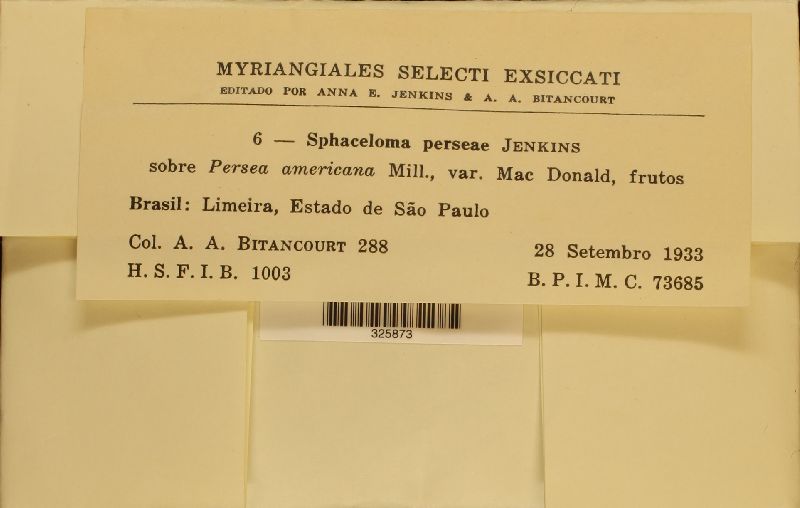 MYRIANGIALES SELECTI EXSICCATI
EDITADO POR ANNA E. JENKINS & A. A. BITANCOURT
6 — Sphaceloma perseae JENKINS
sobre Persea americana Mill., var. Mac Donald, frutos
Brasil: Limeira, Estado de São Paulo
Col. A. A. BITANCOURT 288
28 Setembro 1933
H. S. F. I. B. 1003
B. P. I. M. C. 73685
325873